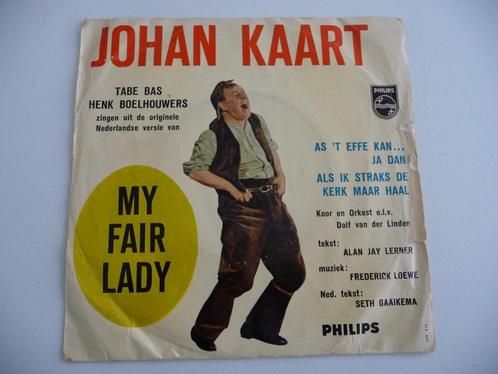 JOHAN KAART
TABE BAS
HENK BOELHOUWERS
zingen uit de originele
Nederlandse versie van
MY
FAIR
LADY
PHILIPS
AS 'T EFFE KAN...
JA DAN
ALS IK STRAKS DE
KERK MAAR HAAL
Koor en Orkest o.l.v.
Dolf van der Linden
tekst:
ALAN JAY LERNER
muziek:
FREDERICK LOEWE
Ned. tekst:
SETH GAAIKEMA
PHILIPS